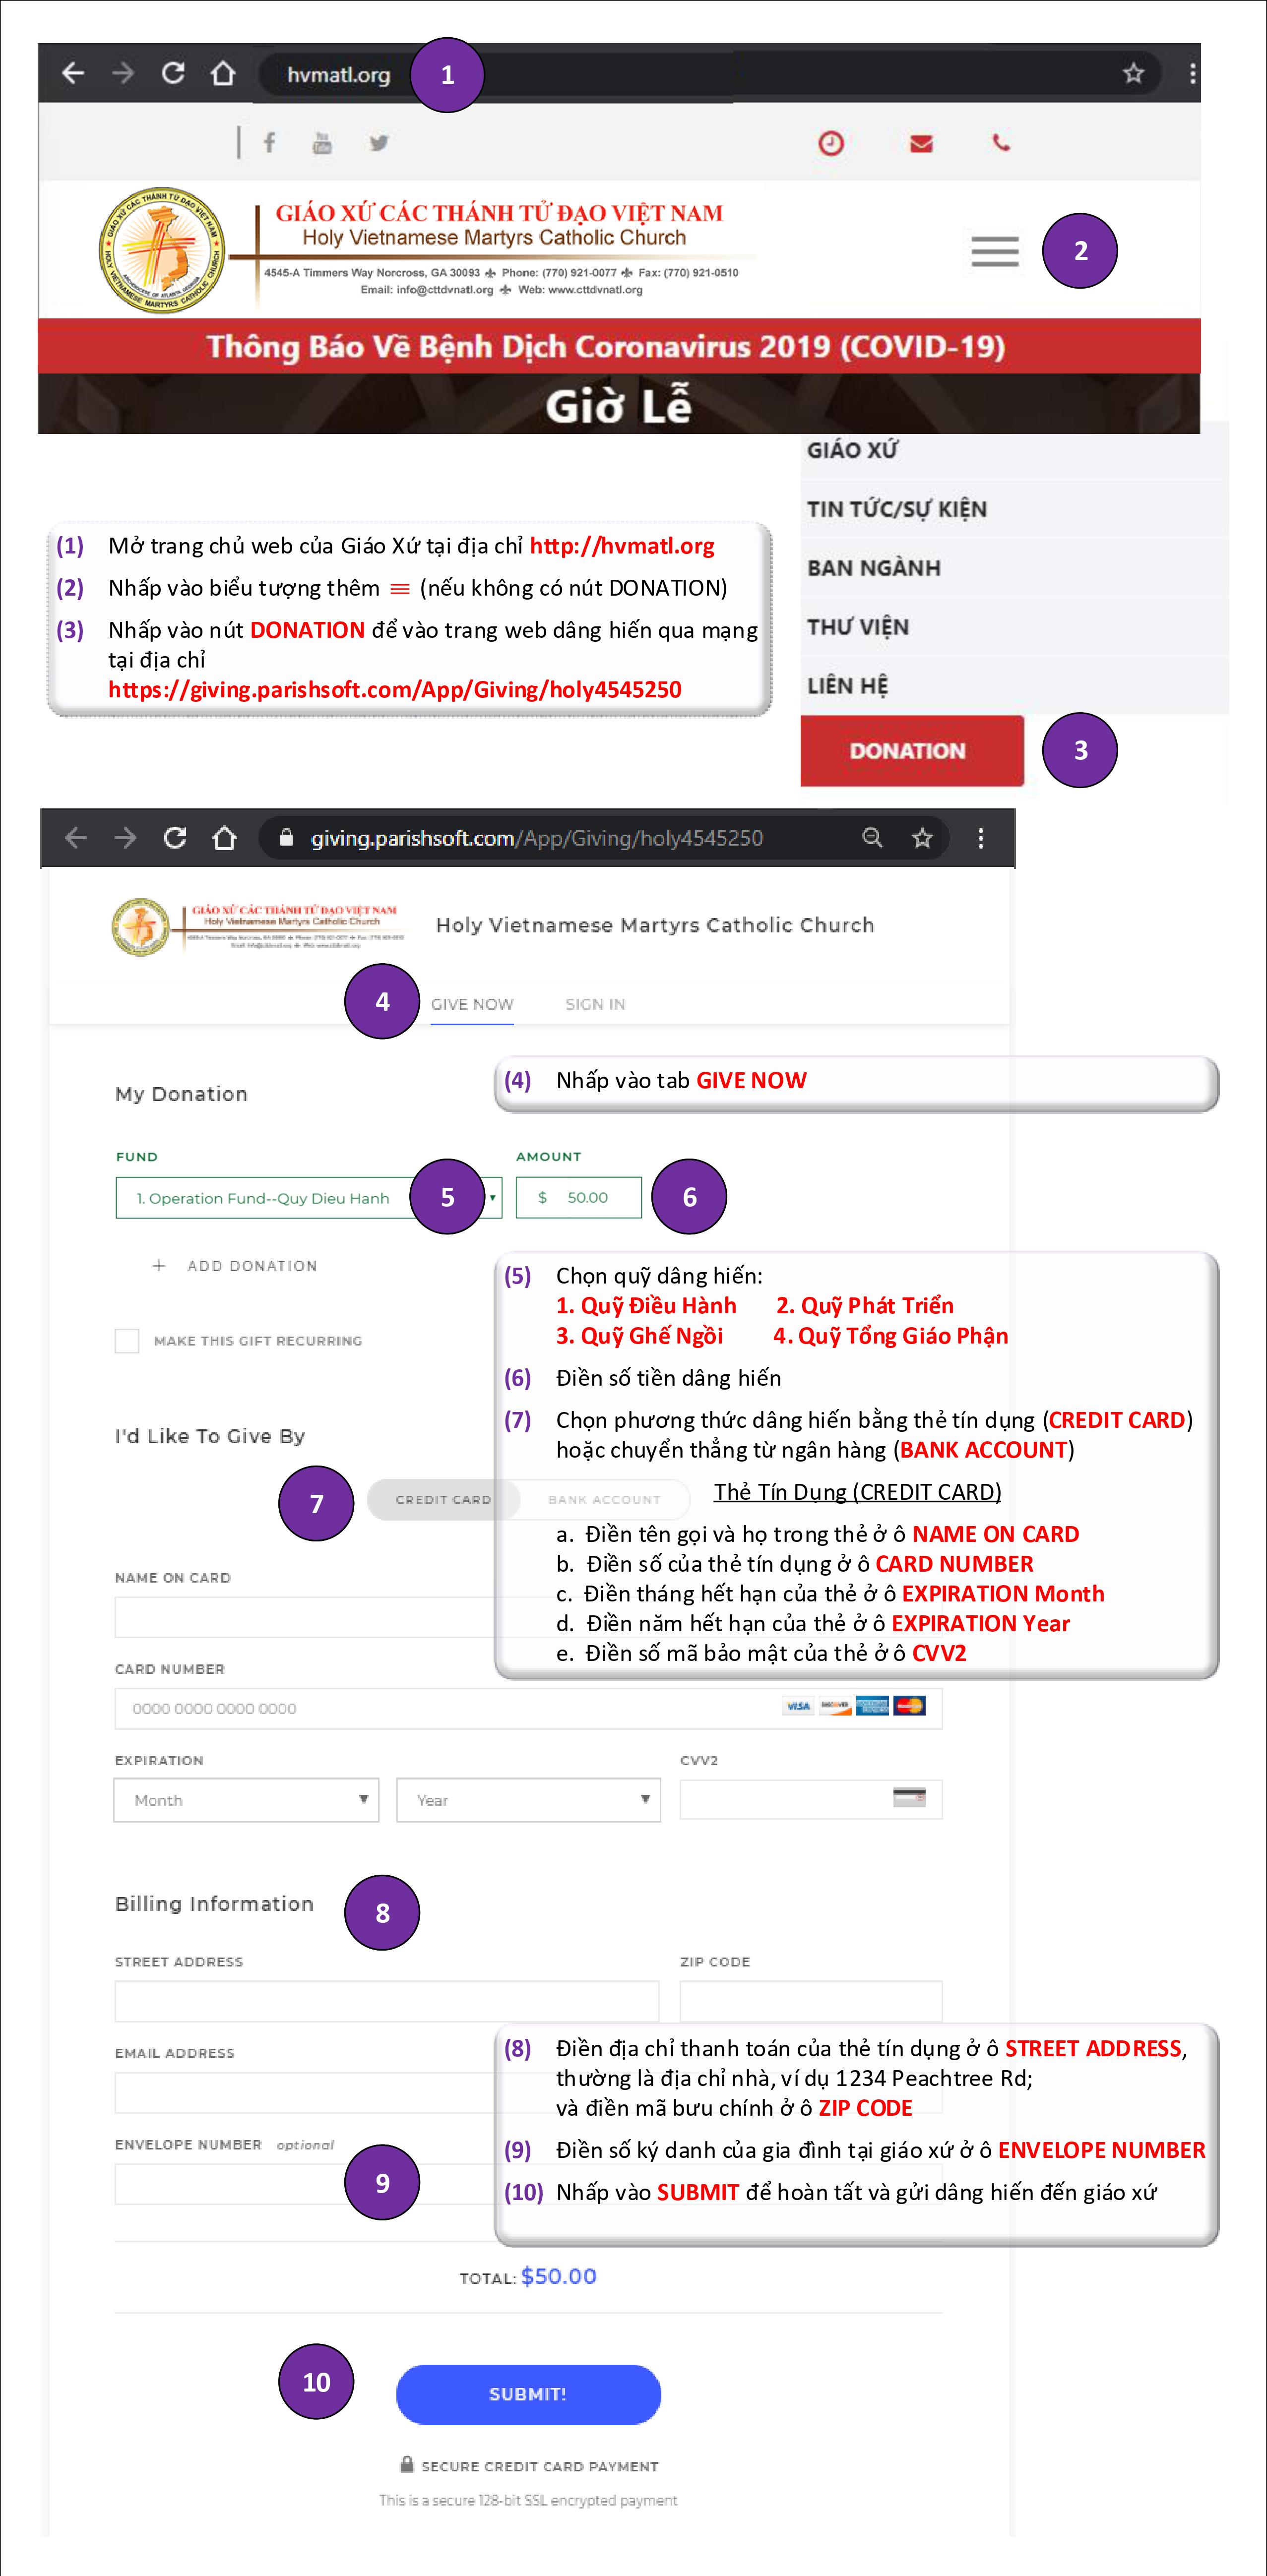 hvmatl.org
1
GIÁO XỨ CÁC THÁNH TỬ ĐẠO VIỆT NAM
Holy Vietnamese Martyrs Catholic Church
4545-A Timmers Way Norcross, GA 30093 Phone: (770) 921-0077 Fax: (770) 921-0510
Email: info@cttdvnatl.org Web: www.cttdvnatl.org
2
Thông Báo Về Bệnh Dịch Coronavirus 2019 (COVID-19)
Giờ Lễ
GIÁO XỨ
TIN TỨC/SỰ KIỆN
BAN NGÀNH
THƯ VIỆN
LIÊN HỆ
DONATION
3
(1) Mở trang chủ web của Giáo Xứ tại địa chỉ http://hvmatl.org
(2) Nhấp vào biểu tượng thêm ≡ (nếu không có nút DONATION)
(3) Nhấp vào nút DONATION để vào trang web dâng hiến qua mạng
tại địa chỉ
https://giving.parishsoft.com/App/Giving/holy4545250
giving.parishsoft.com/App/Giving/holy4545250
GIÁO XỨ CÁC THÁNH TỬ ĐẠO VIỆT NAM
Holy Vietnamese Martyrs Catholic Church
Holy Vietnamese Martyrs Catholic Church
4
GIVE NOW SIGN IN
(4) Nhấp vào tab GIVE NOW
My Donation
FUND AMOUNT
1. Operation Fund--Quy Dieu Hanh 5 $ 50.00 6
+ ADD DONATION
MAKE THIS GIFT RECURRING
(5) Chọn quỹ dâng hiến:
1. Quỹ Điều Hành 2. Quỹ Phát Triển
3. Quỹ Ghế Ngồi 4. Quỹ Tổng Giáo Phận
(6) Điền số tiền dâng hiến
(7) Chọn phương thức dâng hiến bằng thẻ tín dụng (CREDIT CARD)
hoặc chuyển thẳng từ ngân hàng (BANK ACCOUNT)
Thẻ Tín Dụng (CREDIT CARD)
a. Điền tên gọi và họ trong thẻ ở ô NAME ON CARD
b. Điền số của thẻ tín dụng ở ô CARD NUMBER
c. Điền tháng hết hạn của thẻ ở ô EXPIRATION Month
d. Điền năm hết hạn của thẻ ở ô EXPIRATION Year
e. Điền số mã bảo mật của thẻ ở ô CVV2
I'd Like To Give By
7
CREDIT CARD BANK ACCOUNT
NAME ON CARD
CARD NUMBER
0000 0000 0000 0000
VISA DISCOVER
EXPIRATION CVV2
Month Year
Billing Information
8
STREET ADDRESS ZIP CODE
EMAIL ADDRESS
ENVELOPE NUMBER optional
9
(8) Điền địa chỉ thanh toán của thẻ tín dụng ở ô STREET ADDRESS,
thường là địa chỉ nhà, ví dụ 1234 Peachtree Rd;
và điền mã bưu chính ở ô ZIP CODE
(9) Điền số ký danh của gia đình tại giáo xứ ở ô ENVELOPE NUMBER
(10) Nhấp vào SUBMIT để hoàn tất và gửi dâng hiến đến giáo xứ
TOTAL: $50.00
10
SUBMIT!
SECURE CREDIT CARD PAYMENT
This is a secure 128-bit SSL encrypted payment